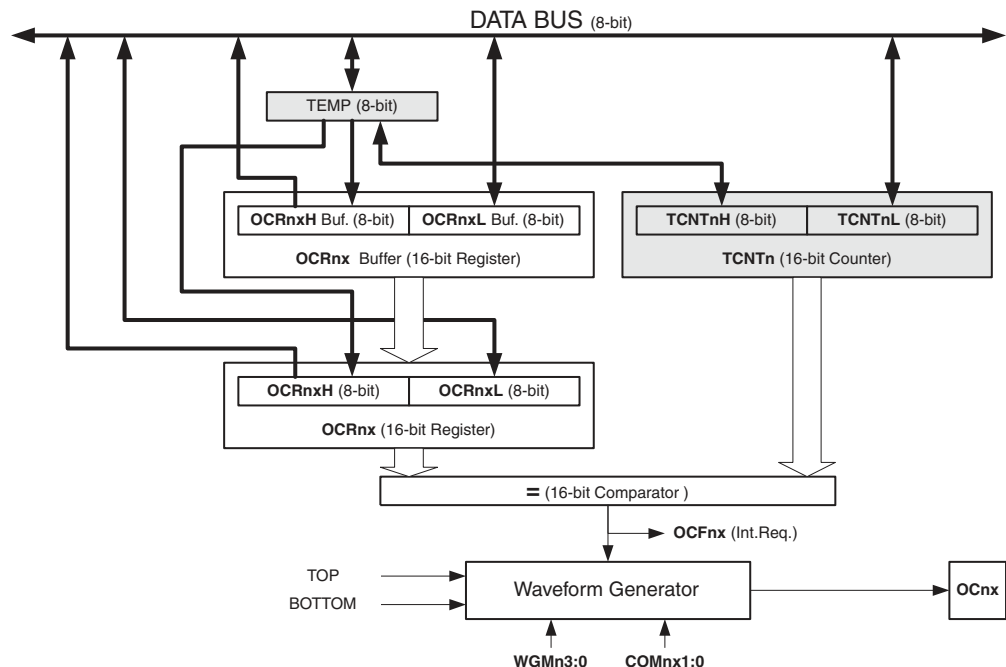 DATA BUS (8-bit)
TEMP (8-bit)
OCRnxH Buf. (8-bit) OCRnxL Buf. (8-bit)
OCRnx Buffer (16-bit Register)
TCNTnH (8-bit) TCNTnL (8-bit)
TCNTn (16-bit Counter)
OCRnxH (8-bit) OCRnxL (8-bit)
OCRnx (16-bit Register)
= (16-bit Comparator )
OCFnx (Int.Req.)
TOP
BOTTOM
Waveform Generator
OCnx
WGMn3:0 COMnx1:0